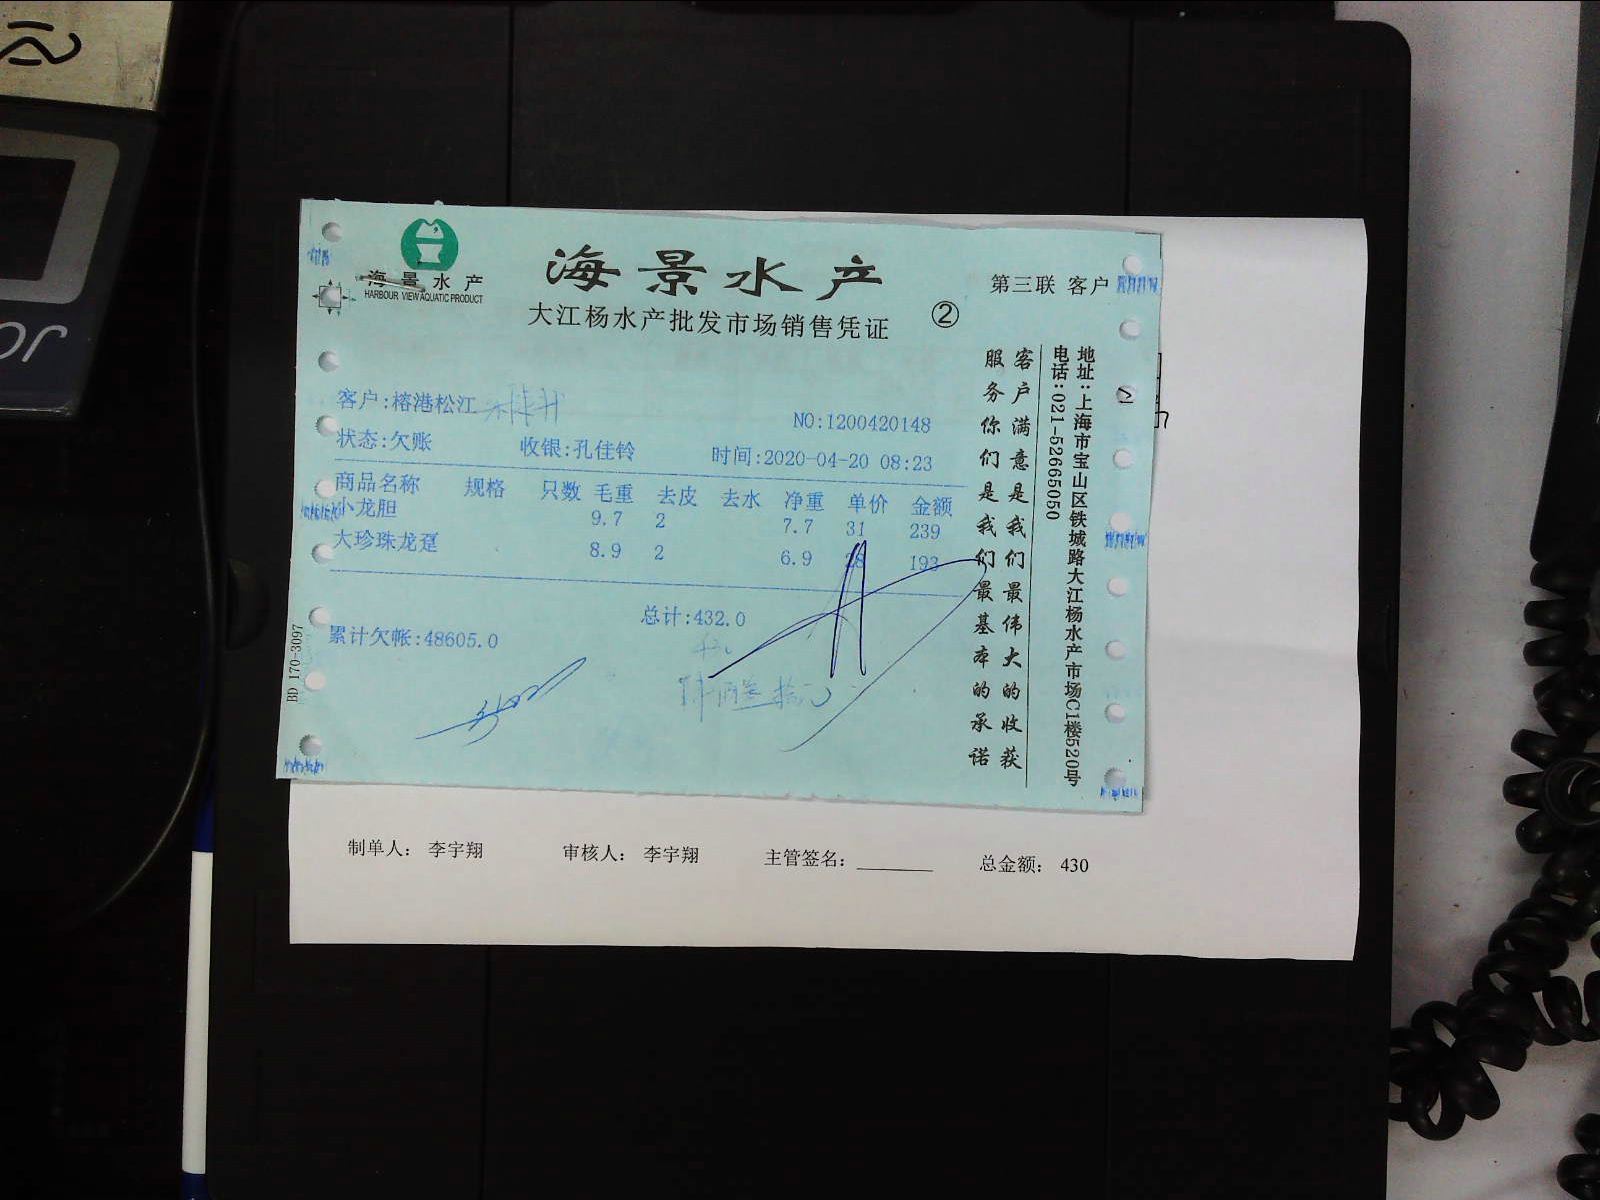 海景水产
HARBOUR VIEW AQUATIC PRODUCT
海景水产
大江杨水产批发市场销售凭证
②
第三联 客户
客户:榕港松江
NO:1200420148
状态:欠账 收银:孔佳铃 时间:2020-04-20 08:23
商品名称 规格 只数 毛重 去皮 去水 净重 单价 金额
小龙胆 9.7 2 7.7 31 239
大珍珠龙趸 8.9 2 6.9 28 193
总计:432.0
累计欠帐:48605.0
BD 170-3097
客户满意是我们最伟大的收获
服务你们是我们最基本的承诺
地址:上海市宝山区铁城路大江杨水产市场C1楼520号
电话:021-52665050
制单人: 李宇翔 审核人: 李宇翔 主管签名: 总金额: 430